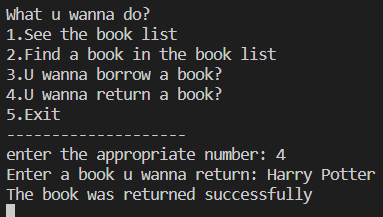 What u wanna do?
1.See the book list
2.Find a book in the book list
3.U wanna borrow a book?
4.U wanna return a book?
5.Exit
--------------------
enter the appropriate number: 4
Enter a book u wanna return: Harry Potter
The book was returned successfully